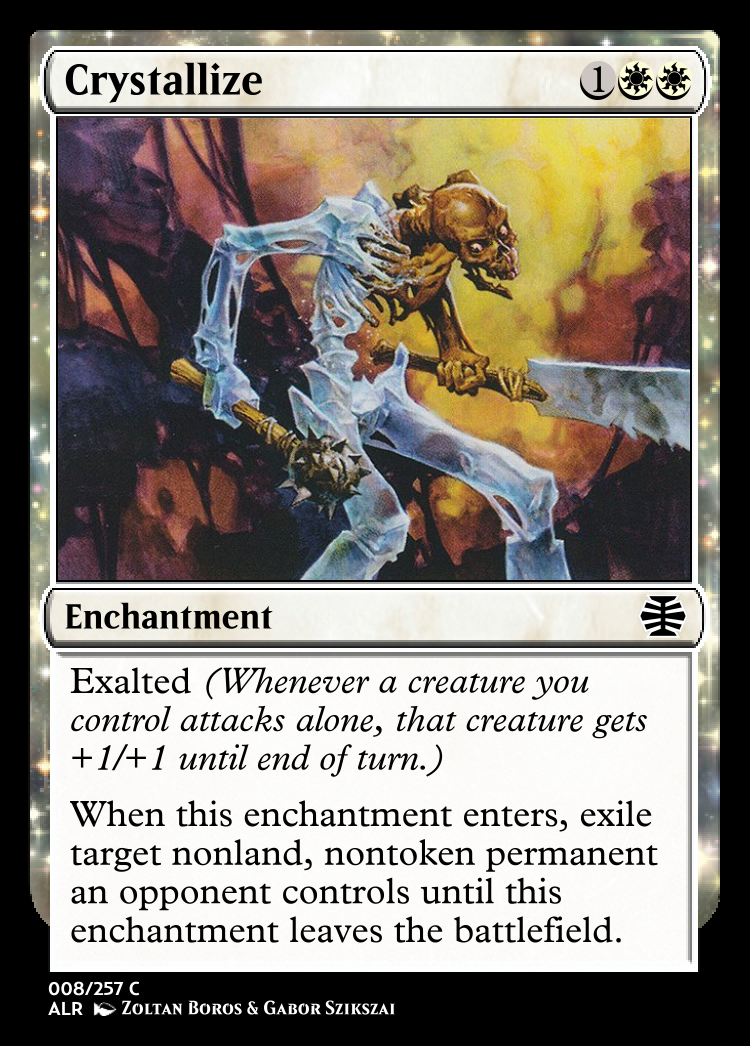 Crystallize 1
Enchantment
Exalted (Whenever a creature you
control attacks alone, that creature gets
+1/+1 until end of turn.)
When this enchantment enters, exile
target nonland, nontoken permanent
an opponent controls until this
enchantment leaves the battlefield.
008/257 C
ALR Zoltan Boros & Gabor Szikszai